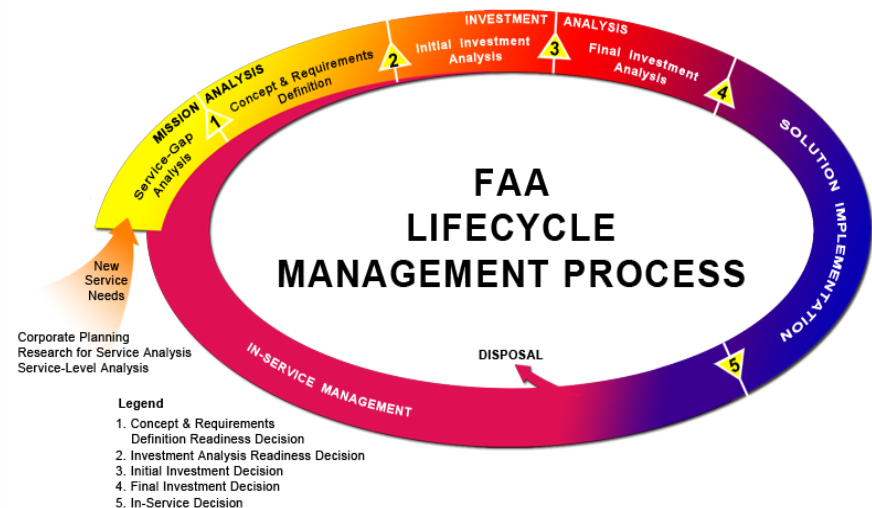 MISSION ANALYSIS
Service-Gap
Analysis
1
Concept & Requirements
Definition
2
INVESTMENT ANALYSIS
Initial Investment
Analysis
3
Final Investment
Analysis
4
SOLUTION IMPLEMENTATION
5
IN-SERVICE MANAGEMENT
DISPOSAL
FAA
LIFECYCLE
MANAGEMENT PROCESS
New
Service
Needs
Corporate Planning
Research for Service Analysis
Service-Level Analysis
Legend
1. Concept & Requirements
Definition Readiness Decision
2. Investment Analysis Readiness Decision
3. Initial Investment Decision
4. Final Investment Decision
5. In-Service Decision